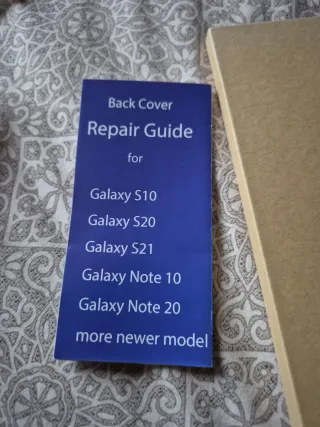 Back Cover
Repair Guide
for
Galaxy S10
Galaxy S20
Galaxy S21
Galaxy Note 10
Galaxy Note 20
more newer model